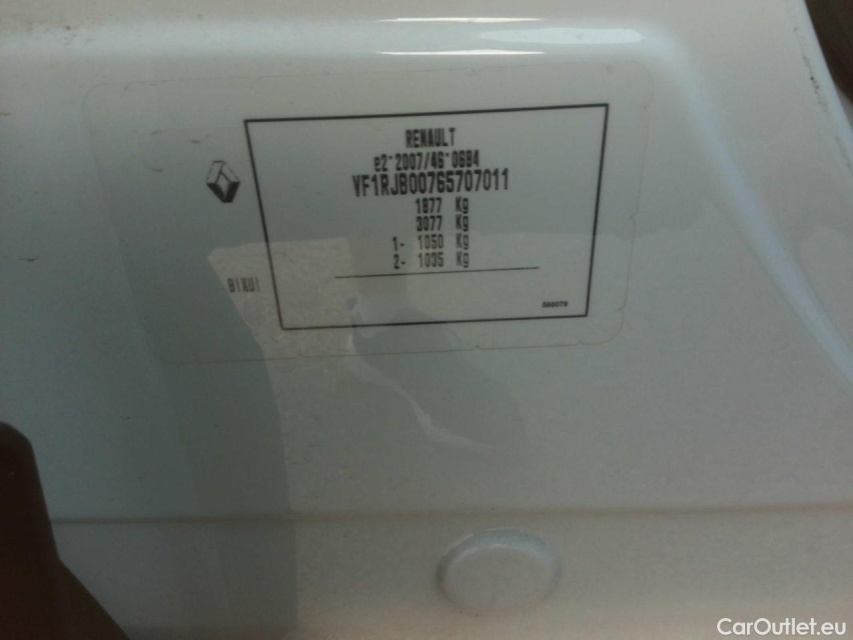 RENAULT
e2*2007/46*0684
VF1RJB00765707011
1877 Kg
3077 Kg
1- 1050 Kg
2- 1035 Kg
CarOutlet.eu